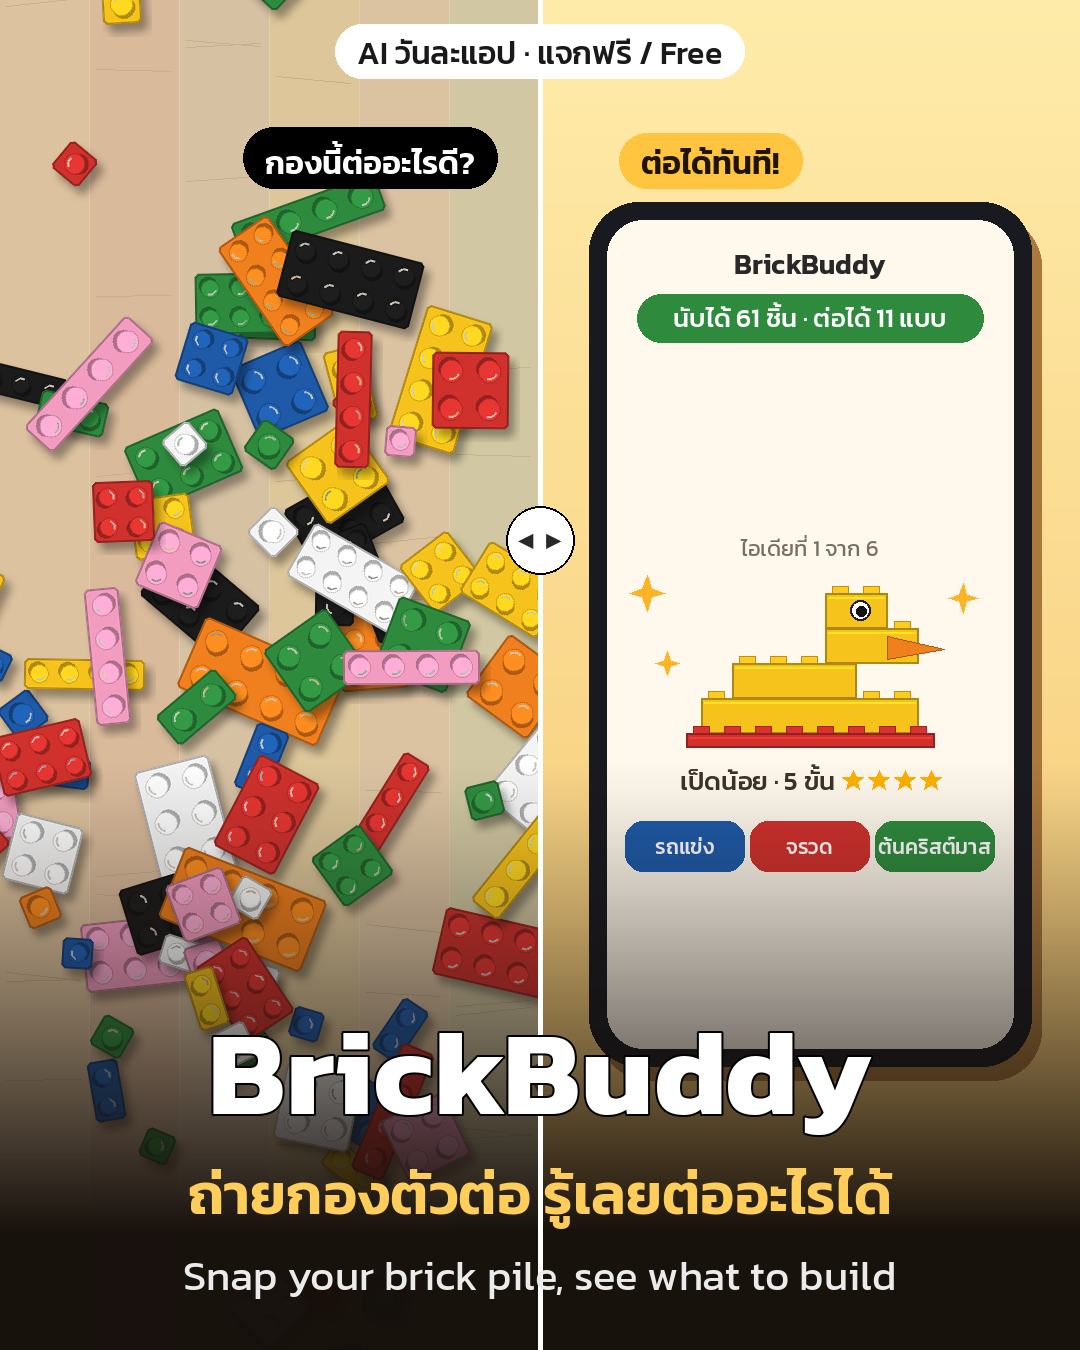 AI วันละแอป · แจกฟรี / Free
กองนี้ต่ออะไรดี?
ต่อได้ทันที!
BrickBuddy
นับได้ 61 ชิ้น · ต่อได้ 11 แบบ
ไอเดียที่ 1 จาก 6
เป็ดน้อย · 5 ขั้น ★★★★
รถแข่ง
จรวด
ต้นคริสต์มาส
BrickBuddy
ถ่ายกองตัวต่อ รู้เลยต่ออะไรได้
Snap your brick pile, see what to build